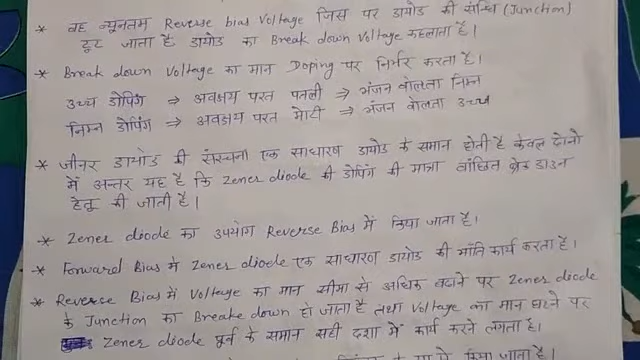 * वह न्यूनतम Reverse bias Voltage जिस पर डायोड की सन्धि (Junction)
टूट जाता है डायोड का Break down Voltage कहलाता है।
* Break down Voltage का मान Doping पर निर्भर करता है।
उच्च डोपिंग ⇒ अवक्षय परत पतली ⇒ भंजन वोल्टता निम्न
निम्न डोपिंग ⇒ अवक्षय परत मोटी ⇒ भंजन वोल्टता उच्च
* जीनर डायोड की संरचना एक साधारण डायोड के समान होती है केवल दोनो
में अन्तर यह है कि Zener diode की डोपिंग की मात्रा वांछित ब्रेक डाउन
हेतू की जाती है।
* Zener diode का उपयोग Reverse Bias में किया जाता है।
* Forward Bias में Zener diode एक साधारण डायोड की भांति कार्य करता है।
* Reverse Bias में Voltage का मान सीमा से अधिक बढाने पर Zener diode
के Junction का Breake down हो जाता है तथा Voltage का मान घटाने पर
Zener diode पूर्व के समान सही दशा में कार्य करने लगता है।
किया जाता है।